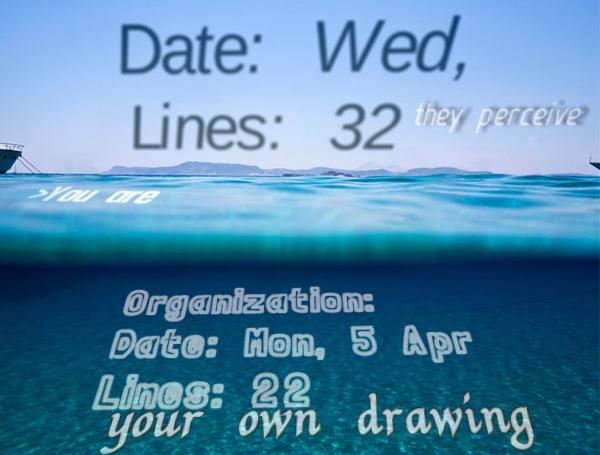 Date: Wed,
Lines: 32
they perceive
>You are
Organization:
Date: Mon, 5 Apr
Lines: 22
your own drawing